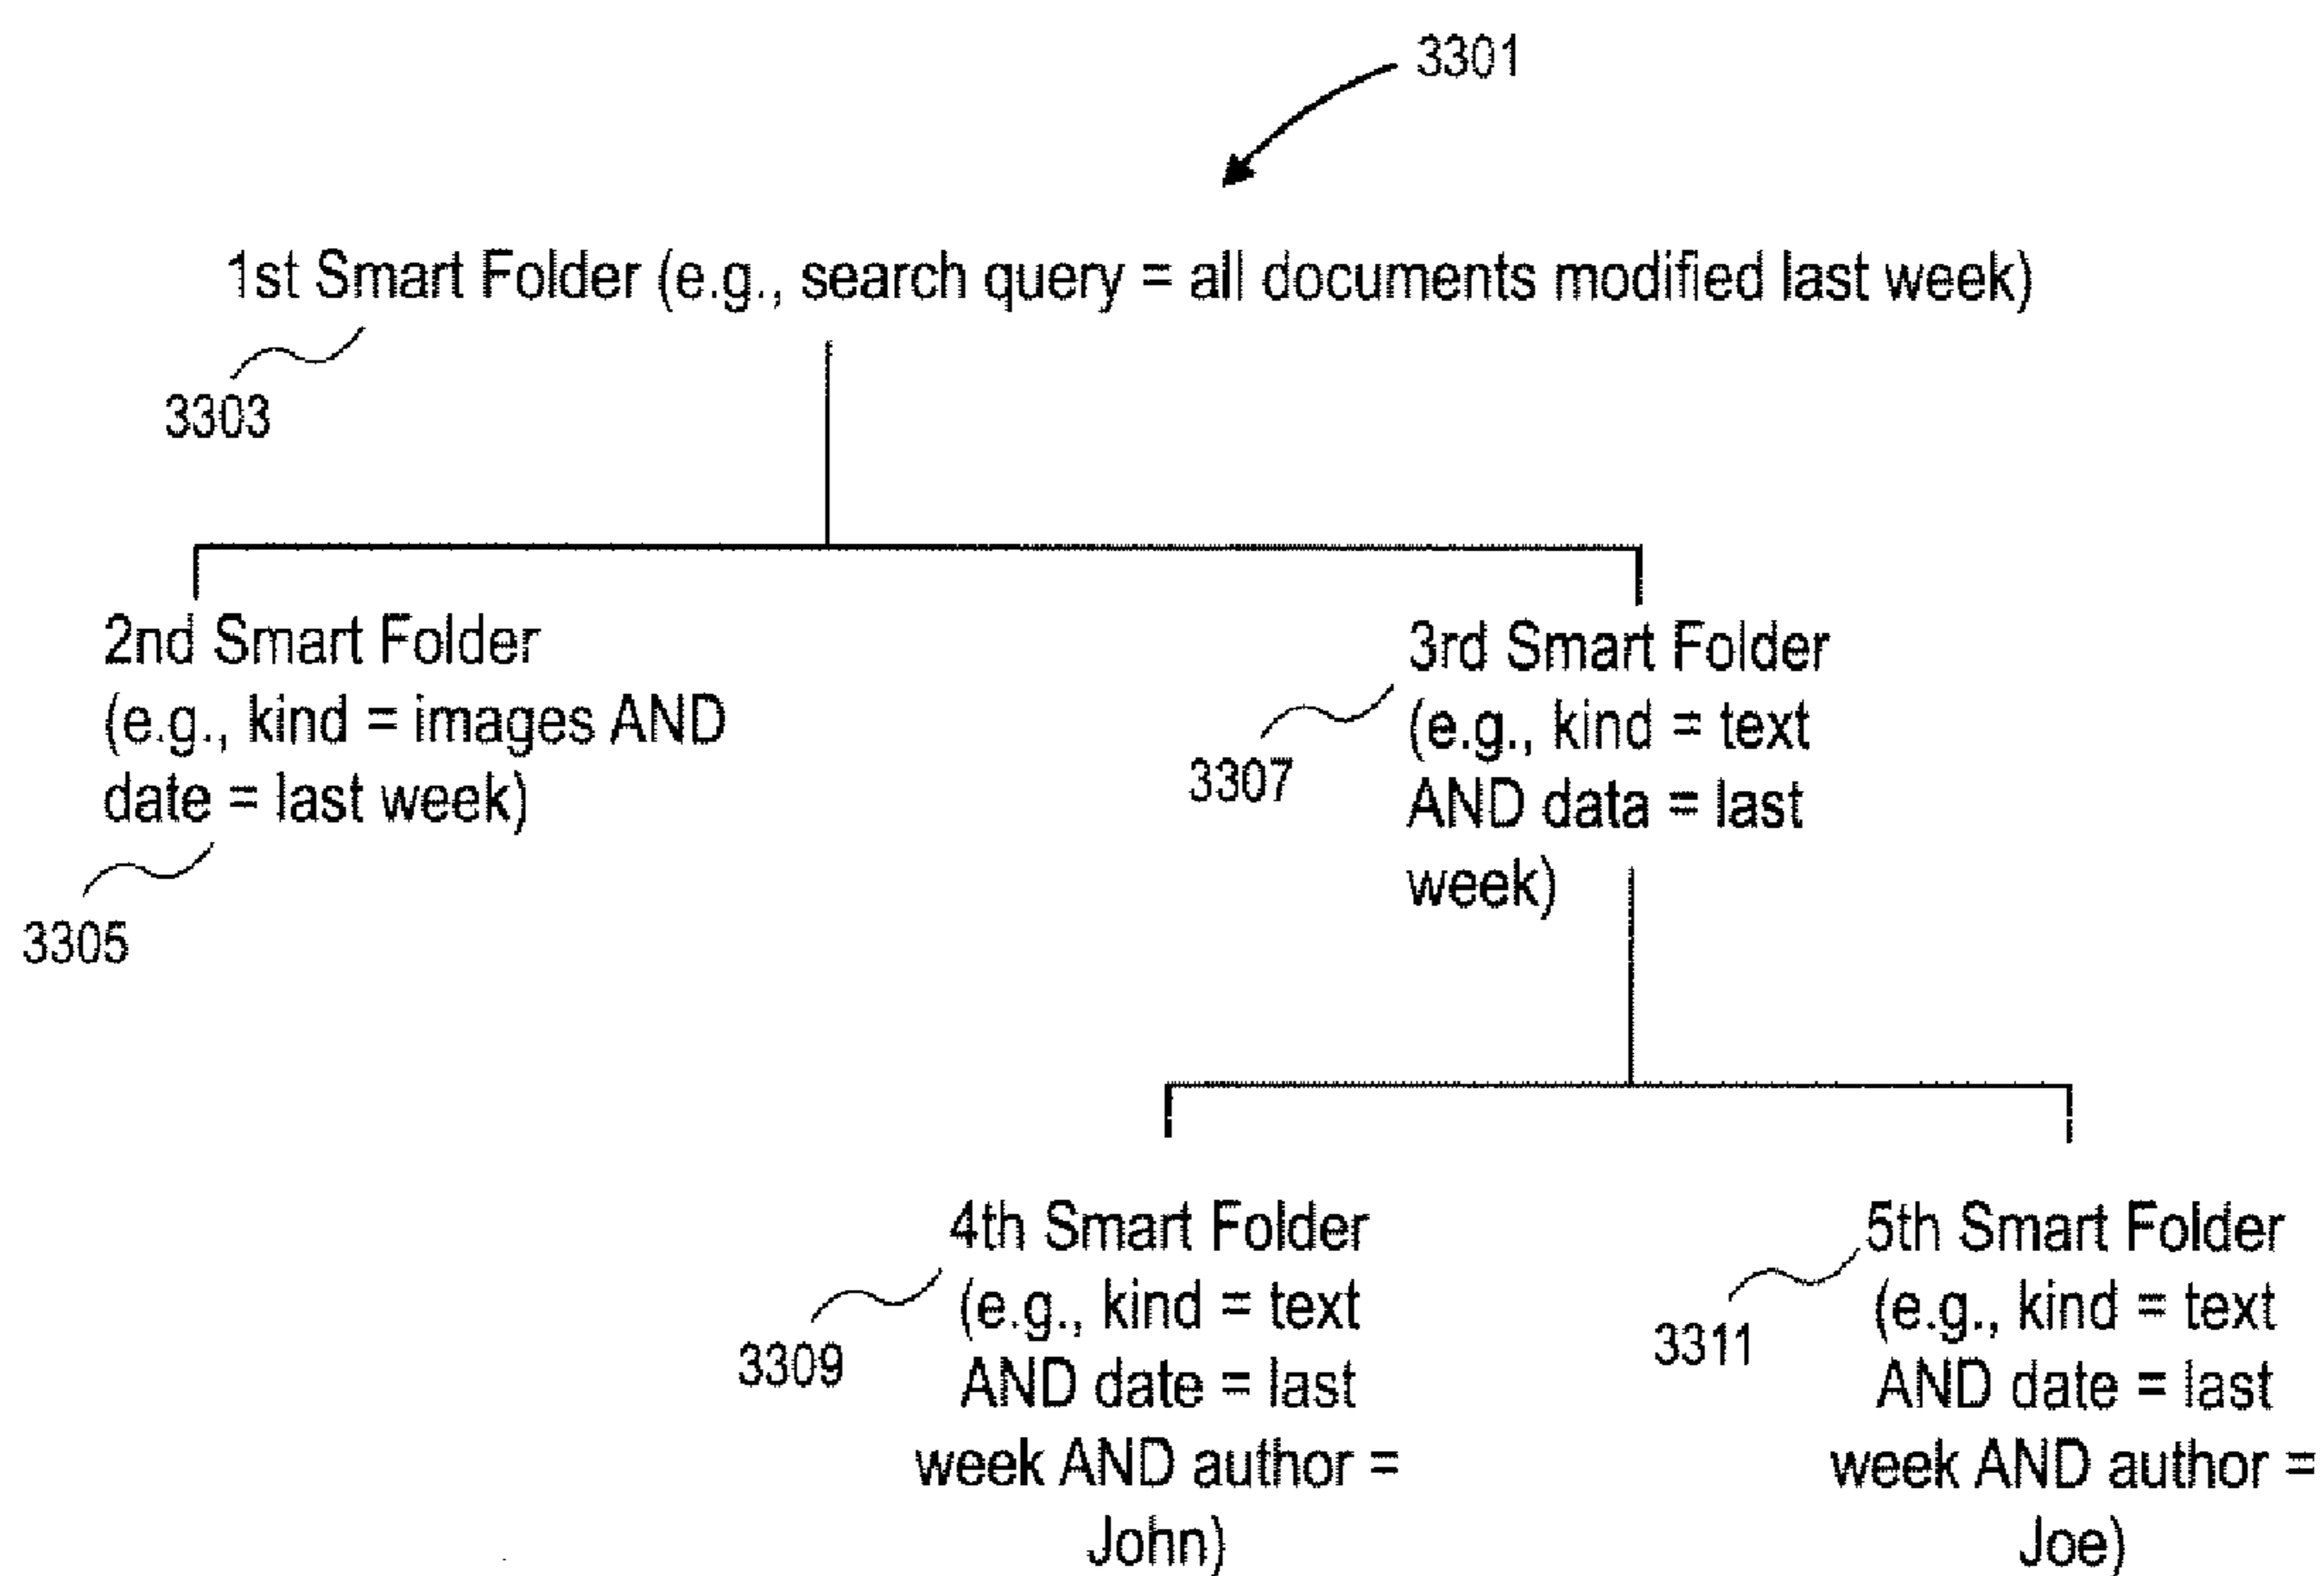 3301
1st Smart Folder (e.g., search query = all documents modified last week)
3303
2nd Smart Folder
(e.g., kind = images AND
date = last week)
3305
3rd Smart Folder
(e.g., kind = text
AND data = last
week)
3307
4th Smart Folder
(e.g., kind = text
AND date = last
week AND author =
John)
3309
5th Smart Folder
(e.g., kind = text
AND date = last
week AND author =
Joe)
3311